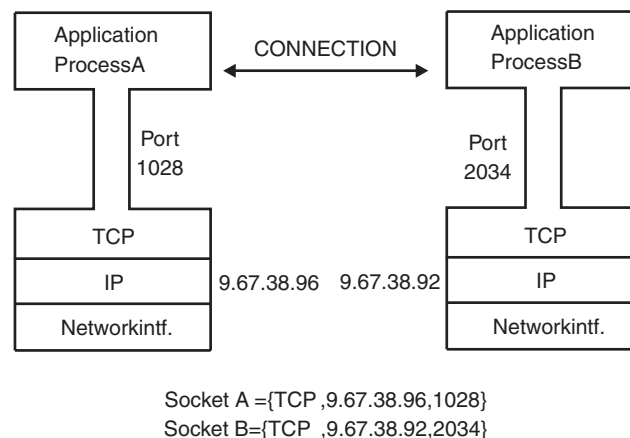 Application
ProcessA
CONNECTION
Application
ProcessB
Port
1028
Port
2034
TCP
TCP
IP
9.67.38.96
9.67.38.92
IP
Networkintf.
Networkintf.
Socket A ={TCP ,9.67.38.96,1028}
Socket B={TCP ,9.67.38.92,2034}